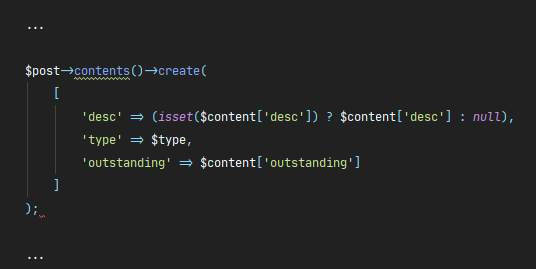 ...
$post->contents()->create(
[
'desc' => (isset($content['desc']) ? $content['desc'] : null),
'type' => $type,
'outstanding' => $content['outstanding']
]
);
...